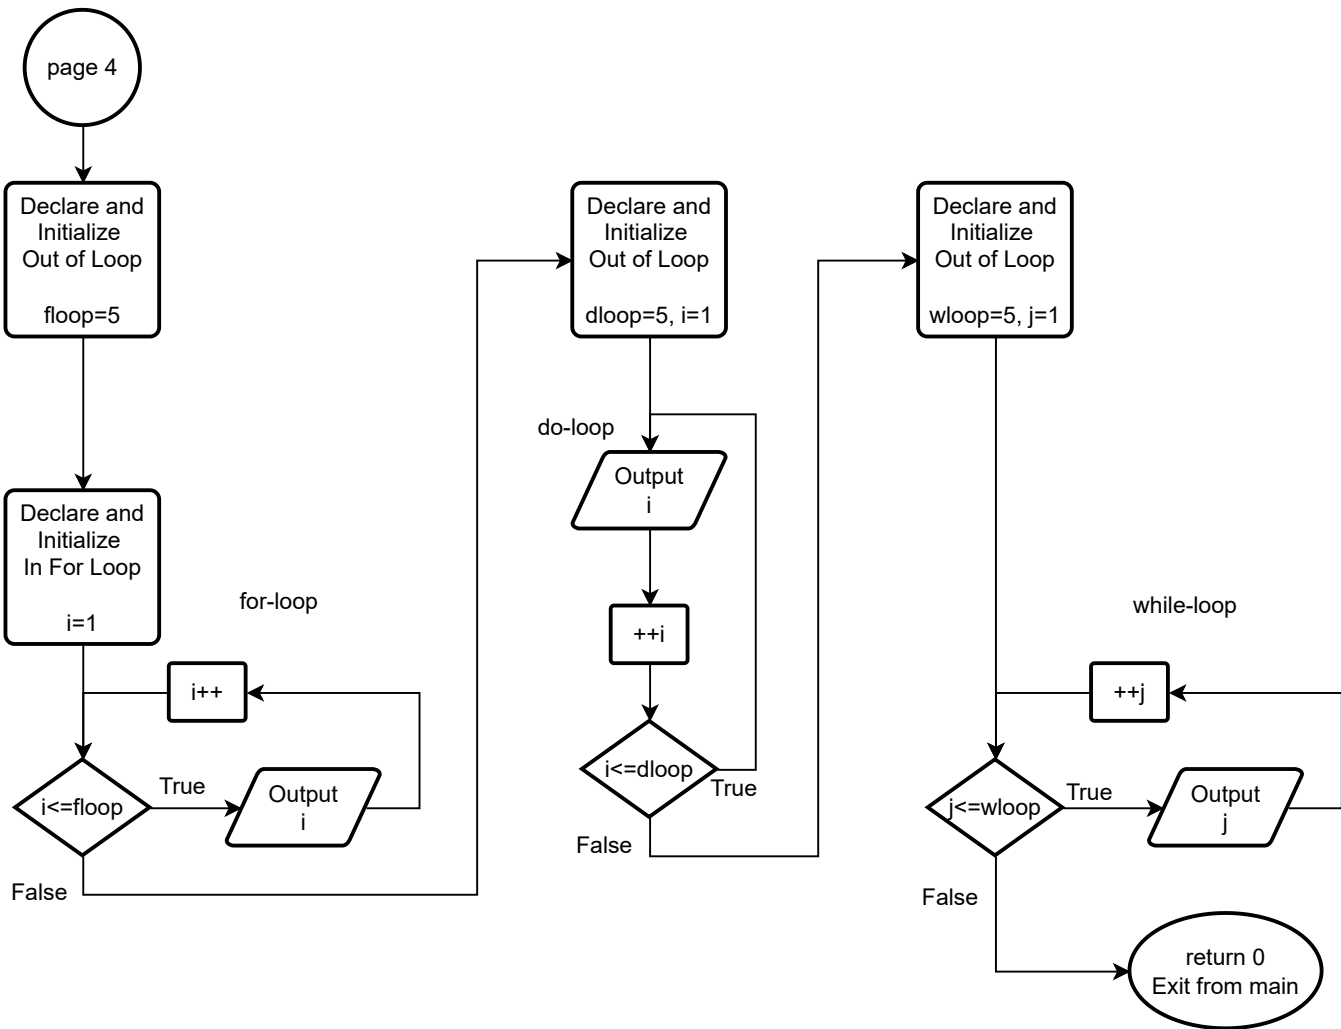 page 4
Declare and
Initialize
Out of Loop
floop=5
Declare and
Initialize
In For Loop
i=1
for-loop
i++
i<=floop
True
Output
i
False
Declare and
Initialize
Out of Loop
dloop=5, i=1
do-loop
Output
i
++i
i<=dloop
True
False
Declare and
Initialize
Out of Loop
wloop=5, j=1
while-loop
++j
j<=wloop
True
Output
j
False
return 0
Exit from main